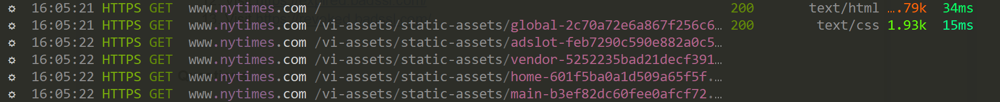 ☼ 16:05:21 HTTPS GET www.nytimes.com / 200 text/html ….79k 34ms
☼ 16:05:21 HTTPS GET www.nytimes.com /vi-assets/static-assets/global-2c70a72e6a867f256c6… 200 text/css 1.93k 15ms
☼ 16:05:22 HTTPS GET www.nytimes.com /vi-assets/static-assets/adslot-feb7290c590e882a0c5…
☼ 16:05:22 HTTPS GET www.nytimes.com /vi-assets/static-assets/vendor-5252235bad21decf391…
☼ 16:05:22 HTTPS GET www.nytimes.com /vi-assets/static-assets/home-601f5ba0a1d509a65f5f.…
☼ 16:05:22 HTTPS GET www.nytimes.com /vi-assets/static-assets/main-b3ef82dc60fee0afcf72.…